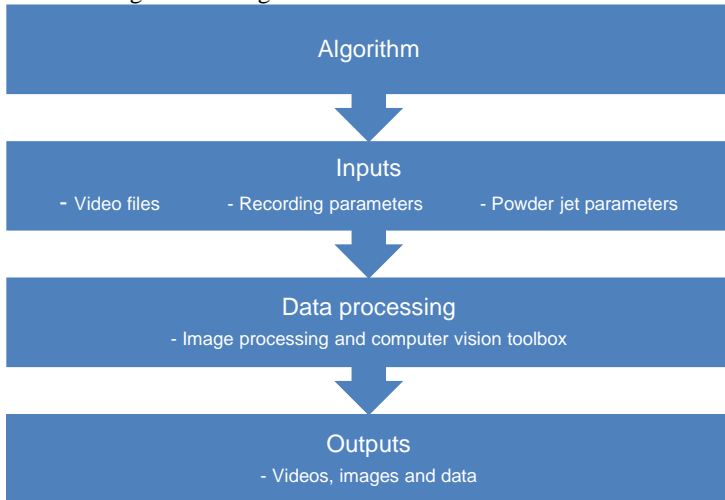 Algorithm
Inputs
- Video files - Recording parameters - Powder jet parameters
Data processing
- Image processing and computer vision toolbox
Outputs
- Videos, images and data